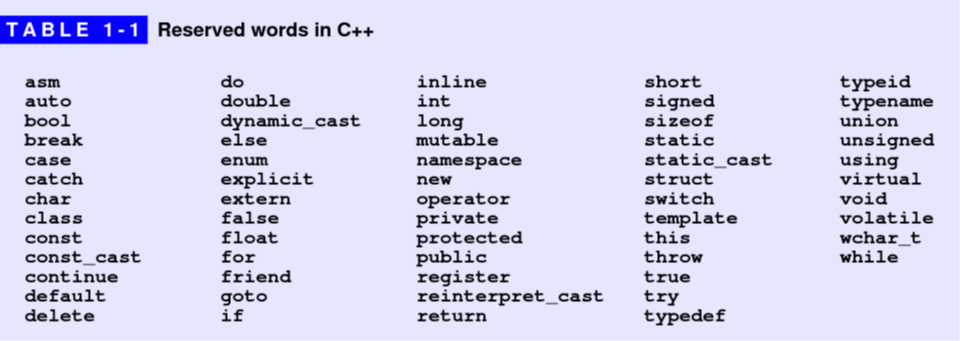 TABLE 1-1 Reserved words in C++
asm do inline short typeid
auto double int signed typename
bool dynamic_cast long sizeof union
break else mutable static unsigned
case enum namespace static_cast using
catch explicit new struct virtual
char extern operator switch void
class false private template volatile
const float protected this wchar_t
const_cast for public throw while
continue friend register true
default goto reinterpret_cast try
delete if return typedef